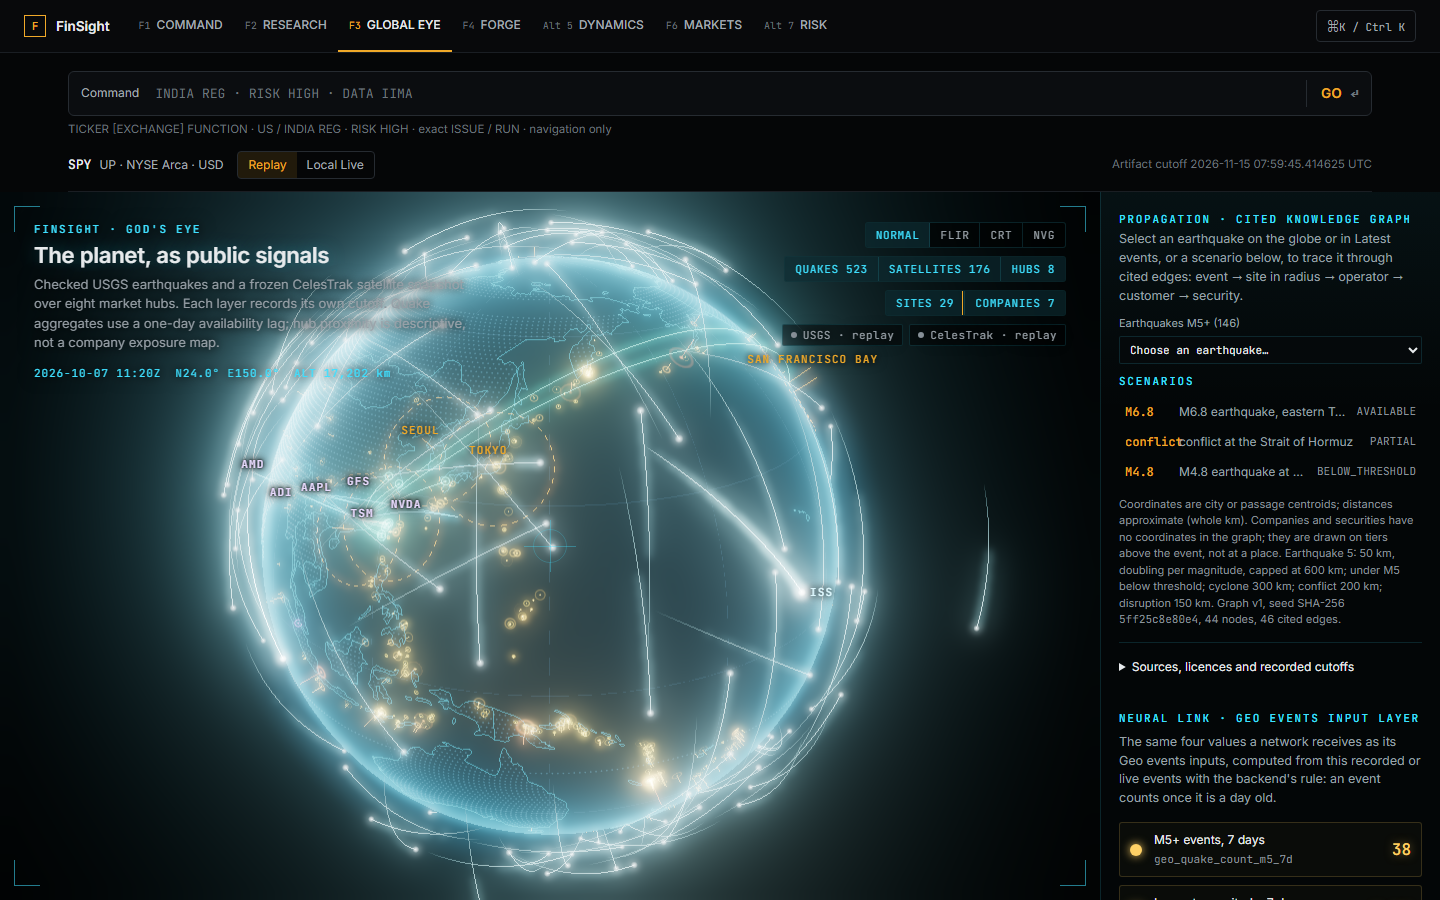 F FinSight F1 COMMAND F2 RESEARCH F3 GLOBAL EYE F4 FORGE Alt 5 DYNAMICS F6 MARKETS Alt 7 RISK ⌘K / Ctrl K
Command INDIA REG · RISK HIGH · DATA IIMA GO ↵
TICKER [EXCHANGE] FUNCTION · US / INDIA REG · RISK HIGH · exact ISSUE / RUN · navigation only
SPY UP · NYSE Arca · USD Replay Local Live Artifact cutoff 2026-11-15 07:59:45.414625 UTC
FINSIGHT · GOD'S EYE
The planet, as public signals
Checked USGS earthquakes and a frozen CelesTrak satellite
over eight market hubs. Each layer records its own
aggregates use a one-day availability lag; hub proximity is descriptive,
not a company exposure map.
2026-10-07 11:20Z N24.0° E150. 202 km
NORMAL FLIR CRT NVG
QUAKES 523 SATELLITES 176 HUBS 8
SITES 29 COMPANIES 7
USGS · replay CelesTrak · replay
SAN FRANCISCO BAY
SEOUL
TOKYO
AMD
ADI AAPL GFS
NVDA
TSM
ISS
PROPAGATION · CITED KNOWLEDGE GRAPH
Select an earthquake on the globe or in Latest
events, or a scenario below, to trace it through
cited edges: event → site in radius → operator →
customer → security.
Earthquakes M5+ (146)
Choose an earthquake…
SCENARIOS
M6.8 M6.8 earthquake, eastern T… AVAILABLE
conflict conflict at the Strait of Hormuz PARTIAL
M4.8 M4.8 earthquake at … BELOW_THRESHOLD
Coordinates are city or passage centroids; distances
approximate (whole km). Companies and securities have
no coordinates in the graph; they are drawn on tiers
above the event, not at a place. Earthquake 5: 50 km,
doubling per magnitude, capped at 600 km; under M5
below threshold; cyclone 300 km; conflict 200 km;
disruption 150 km. Graph v1, seed SHA-256
5ff25c8e80e4, 44 nodes, 46 cited edges.
Sources, licences and recorded cutoffs
NEURAL LINK · GEO EVENTS INPUT LAYER
The same four values a network receives as its
Geo events inputs, computed from this recorded or
live events with the backend's rule: an event
counts once it is a day old.
M5+ events, 7 days 38
geo_quake_count_m5_7d